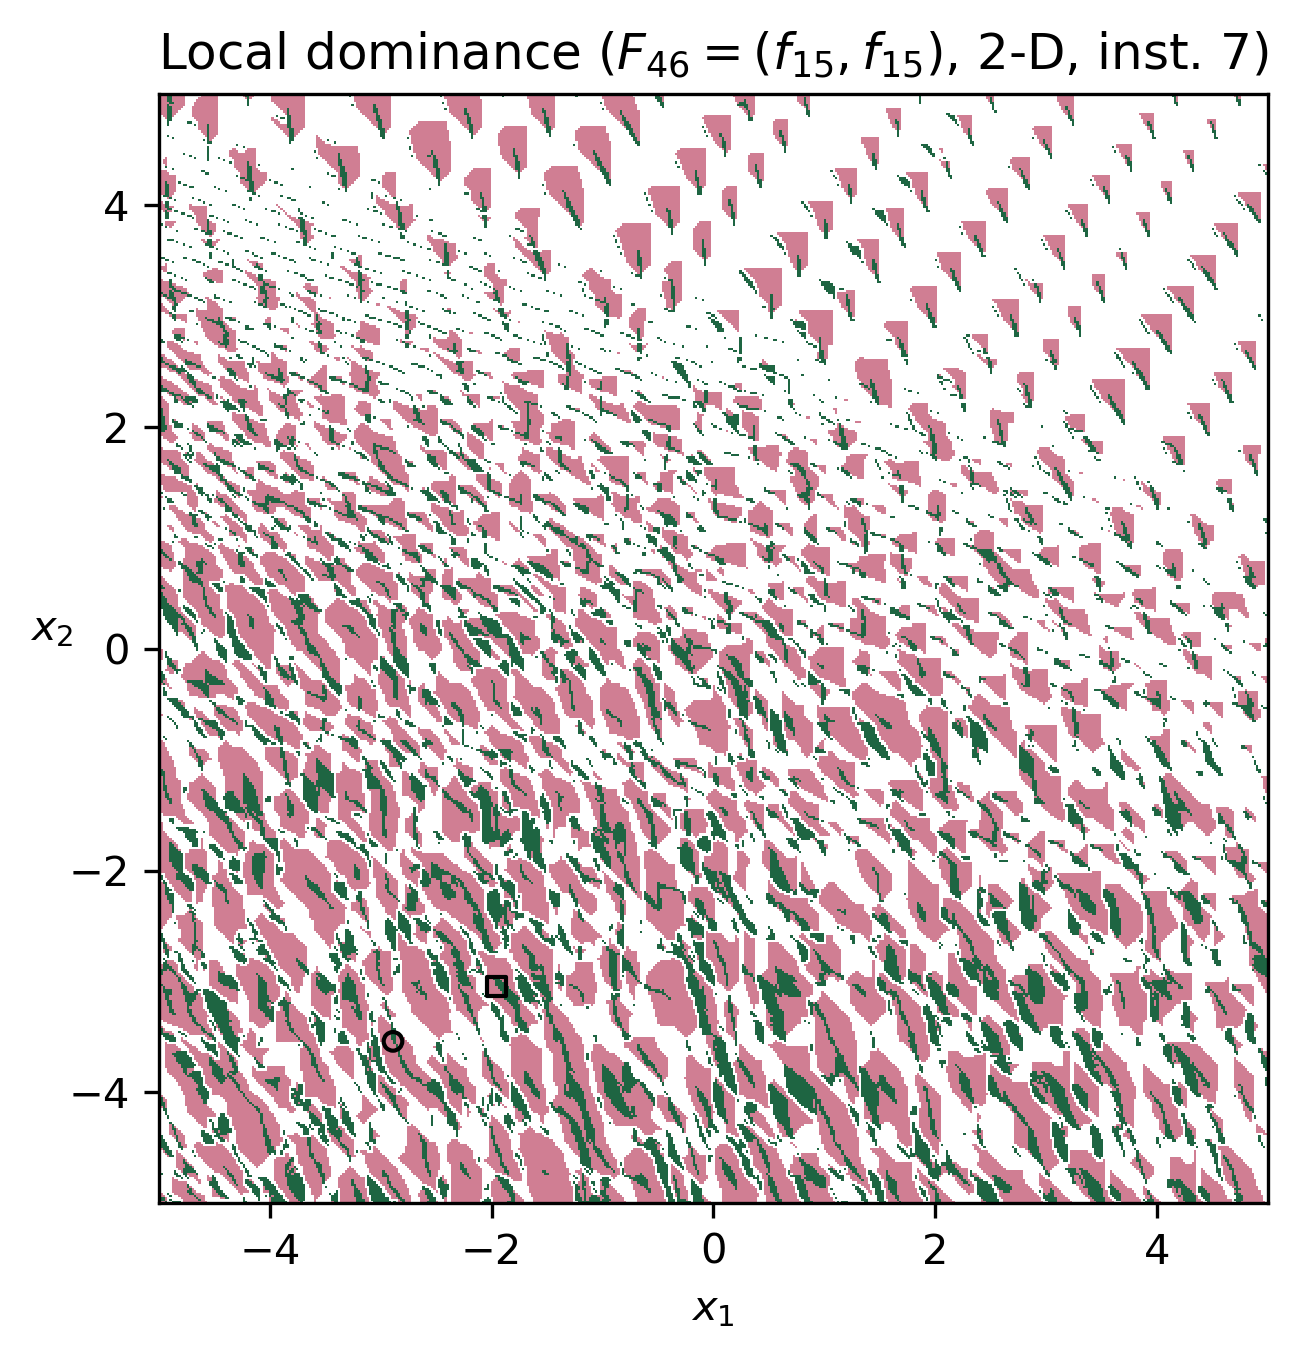 Local dominance (F₄₆ = (f₁₅, f₁₅), 2-D, inst. 7)
4
2
x₂
0
−2
−4
−4 −2 0 2 4
x₁